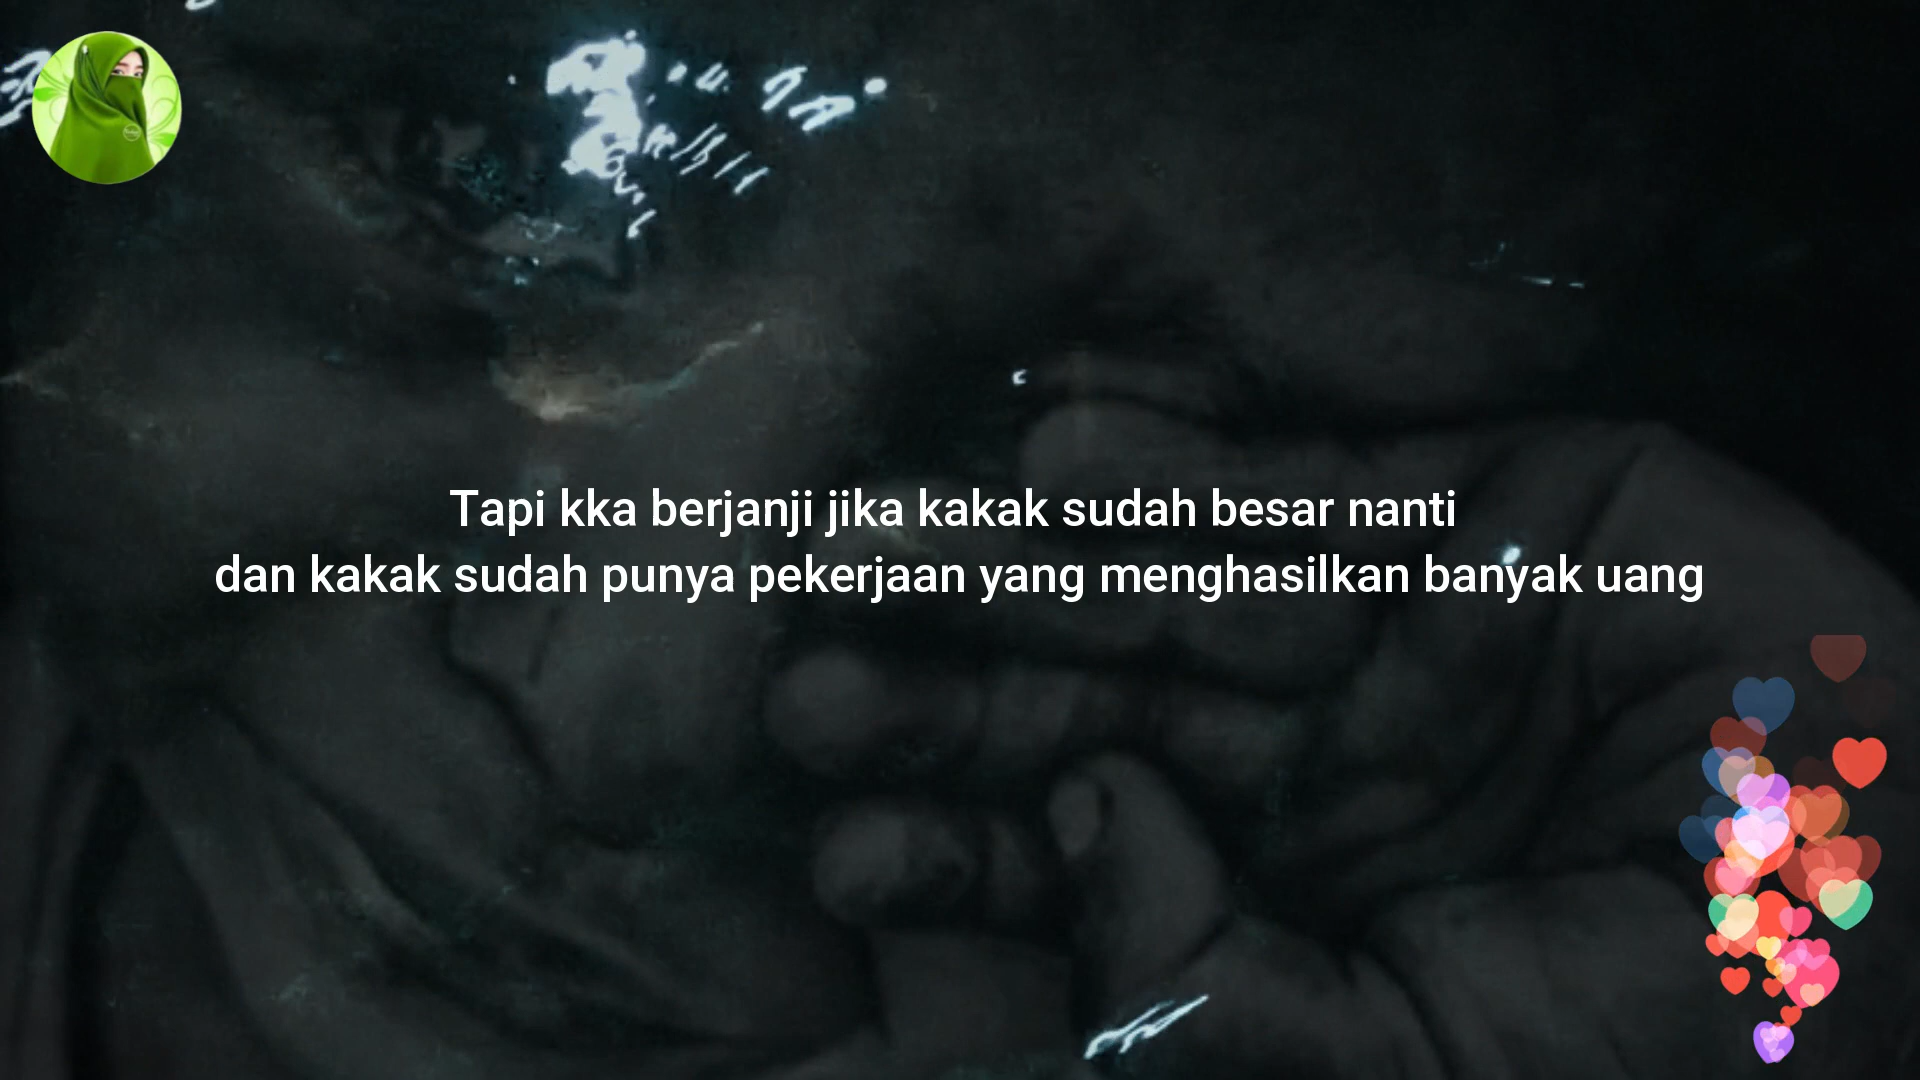 Tapi kka berjanji jika kakak sudah besar nanti
dan kakak sudah punya pekerjaan yang menghasilkan banyak uang